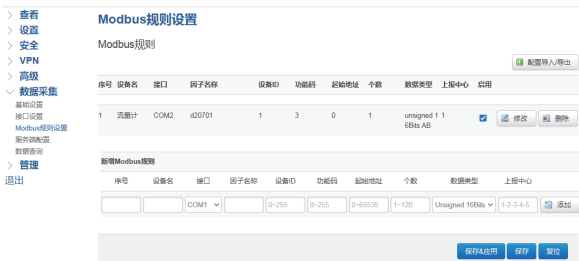 查看
设置
安全
VPN
高级
数据采集
基础设置
接口设置
Modbus规则设置
服务端配置
数据查询
管理
退出
Modbus规则设置
Modbus规则
配置导入/导出
序号 设备名 接口 因子名称 设备ID 功能码 起始地址 个数 数据类型 上报中心 启用
1 流量计 COM2 d20701 1 3 0 1 unsigned 1 1
6Bits AB
修改 删除
新增Modbus规则
序号 设备名 接口 因子名称 设备ID 功能码 起始地址 个数 数据类型 上报中心
COM1 0~255 0~255 0~65535 1~120 Unsigned 16Bits 1-2-3-4-5 添加
保存&应用 保存 复位